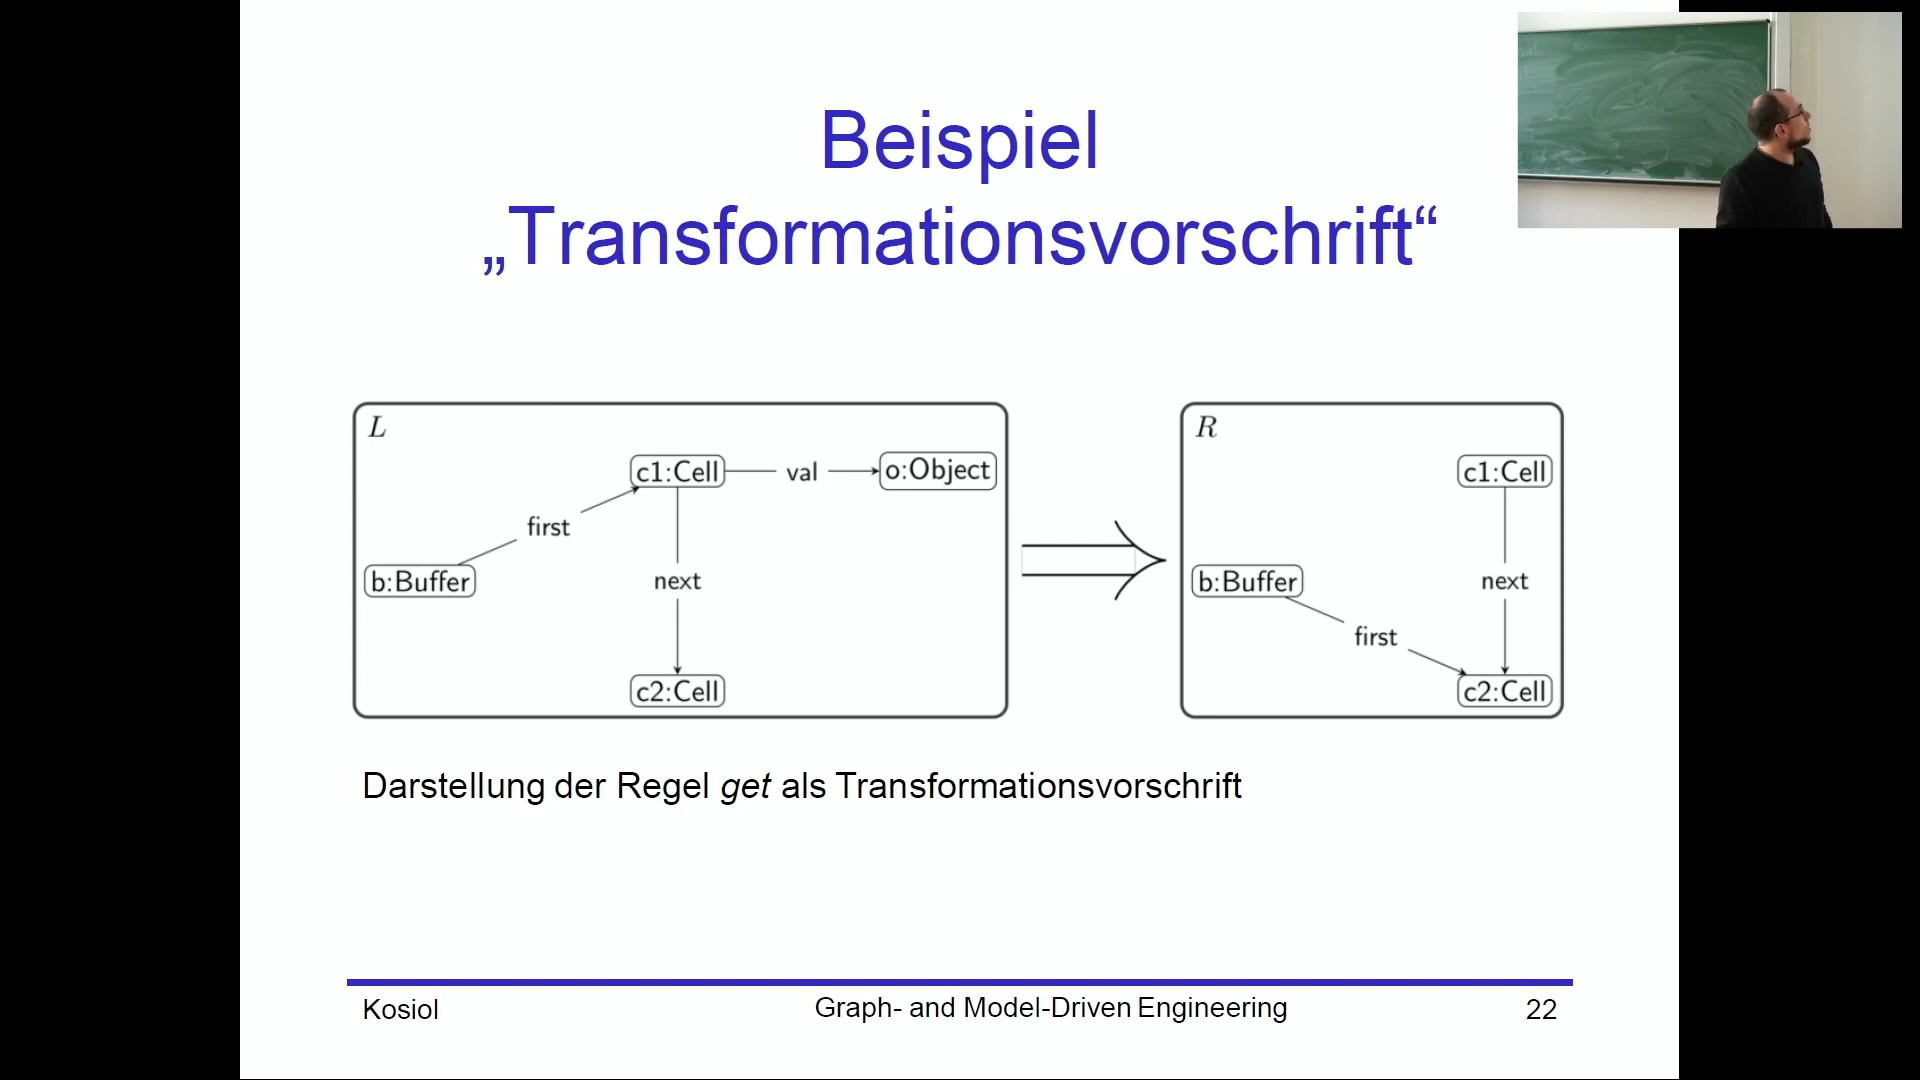 Beispiel
„Transformationsvorschrift“
L
c1:Cell
val
o:Object
first
b:Buffer
next
c2:Cell
R
c1:Cell
b:Buffer
next
first
c2:Cell
Darstellung der Regel get als Transformationsvorschrift
Kosiol
Graph- and Model-Driven Engineering
22